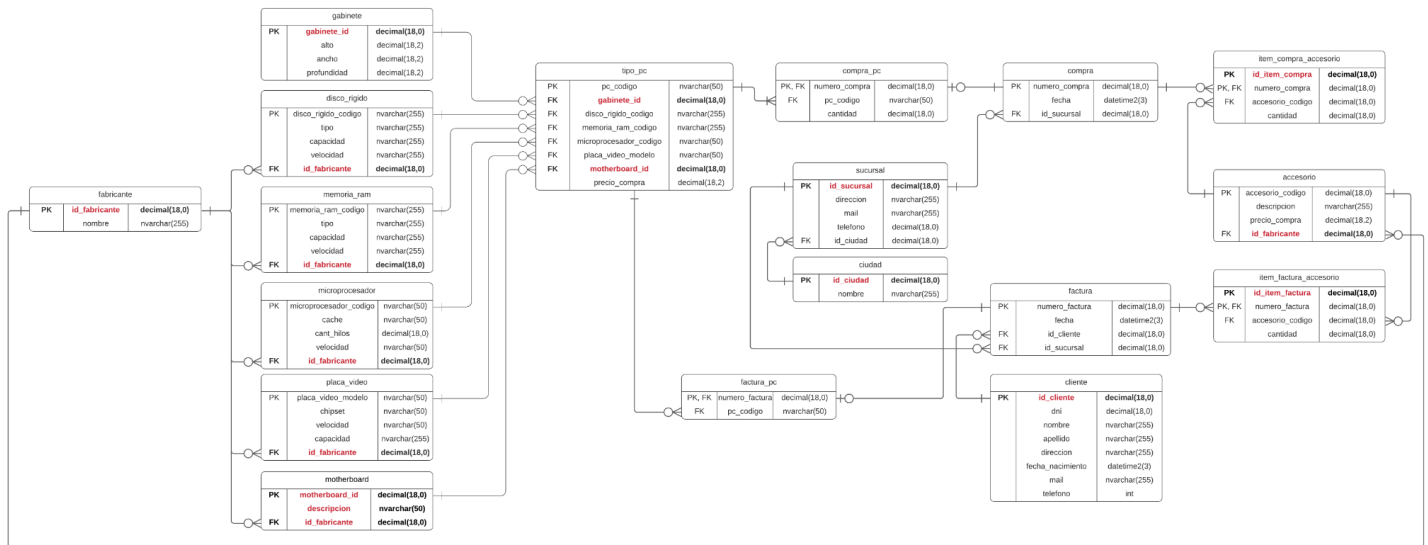 gabinete
PK gabinete_id decimal(18,0)
alto decimal(18,2)
ancho decimal(18,2)
profundidad decimal(18,2)
disco_rigido
PK disco_rigido_codigo nvarchar(255)
tipo nvarchar(255)
capacidad nvarchar(255)
velocidad nvarchar(255)
FK id_fabricante decimal(18,0)
fabricante
PK id_fabricante decimal(18,0)
nombre nvarchar(255)
memoria_ram
PK memoria_ram_codigo nvarchar(255)
tipo nvarchar(255)
capacidad nvarchar(255)
velocidad nvarchar(255)
FK id_fabricante decimal(18,0)
microprocesador
PK microprocesador_codigo nvarchar(50)
cache nvarchar(50)
cant_hilos decimal(18,0)
velocidad nvarchar(50)
FK id_fabricante decimal(18,0)
placa_video
PK placa_video_modelo nvarchar(50)
chipset nvarchar(50)
velocidad nvarchar(50)
capacidad nvarchar(255)
FK id_fabricante decimal(18,0)
motherboard
PK motherboard_id decimal(18,0)
descripcion nvarchar(50)
FK id_fabricante decimal(18,0)
tipo_pc
PK pc_codigo nvarchar(50)
FK gabinete_id decimal(18,0)
FK disco_rigido_codigo nvarchar(255)
FK memoria_ram_codigo nvarchar(255)
FK microprocesador_codigo nvarchar(50)
FK placa_video_modelo nvarchar(50)
FK motherboard_id decimal(18,0)
precio_compra decimal(18,2)
compra_pc
PK, FK numero_compra decimal(18,0)
FK pc_codigo nvarchar(50)
cantidad decimal(18,0)
compra
PK numero_compra decimal(18,0)
fecha datetime2(3)
FK id_sucursal decimal(18,0)
item_compra_accesorio
PK id_item_compra decimal(18,0)
PK, FK numero_compra decimal(18,0)
FK accesorio_codigo decimal(18,0)
cantidad decimal(18,0)
sucursal
PK id_sucursal decimal(18,0)
direccion nvarchar(255)
mail nvarchar(255)
telefono decimal(18,0)
FK id_ciudad decimal(18,0)
ciudad
PK id_ciudad decimal(18,0)
nombre nvarchar(255)
accesorio
PK accesorio_codigo decimal(18,0)
descripcion nvarchar(255)
precio_compra decimal(18,2)
FK id_fabricante decimal(18,0)
item_factura_accesorio
PK id_item_factura decimal(18,0)
PK, FK numero_factura decimal(18,0)
FK accesorio_codigo decimal(18,0)
cantidad decimal(18,0)
factura
PK numero_factura decimal(18,0)
fecha datetime2(3)
FK id_cliente decimal(18,0)
FK id_sucursal decimal(18,0)
factura_pc
PK, FK numero_factura decimal(18,0)
FK pc_codigo nvarchar(50)
cliente
PK id_cliente decimal(18,0)
dni decimal(18,0)
nombre nvarchar(255)
apellido nvarchar(255)
direccion nvarchar(255)
fecha_nacimiento datetime2(3)
mail nvarchar(255)
telefono int